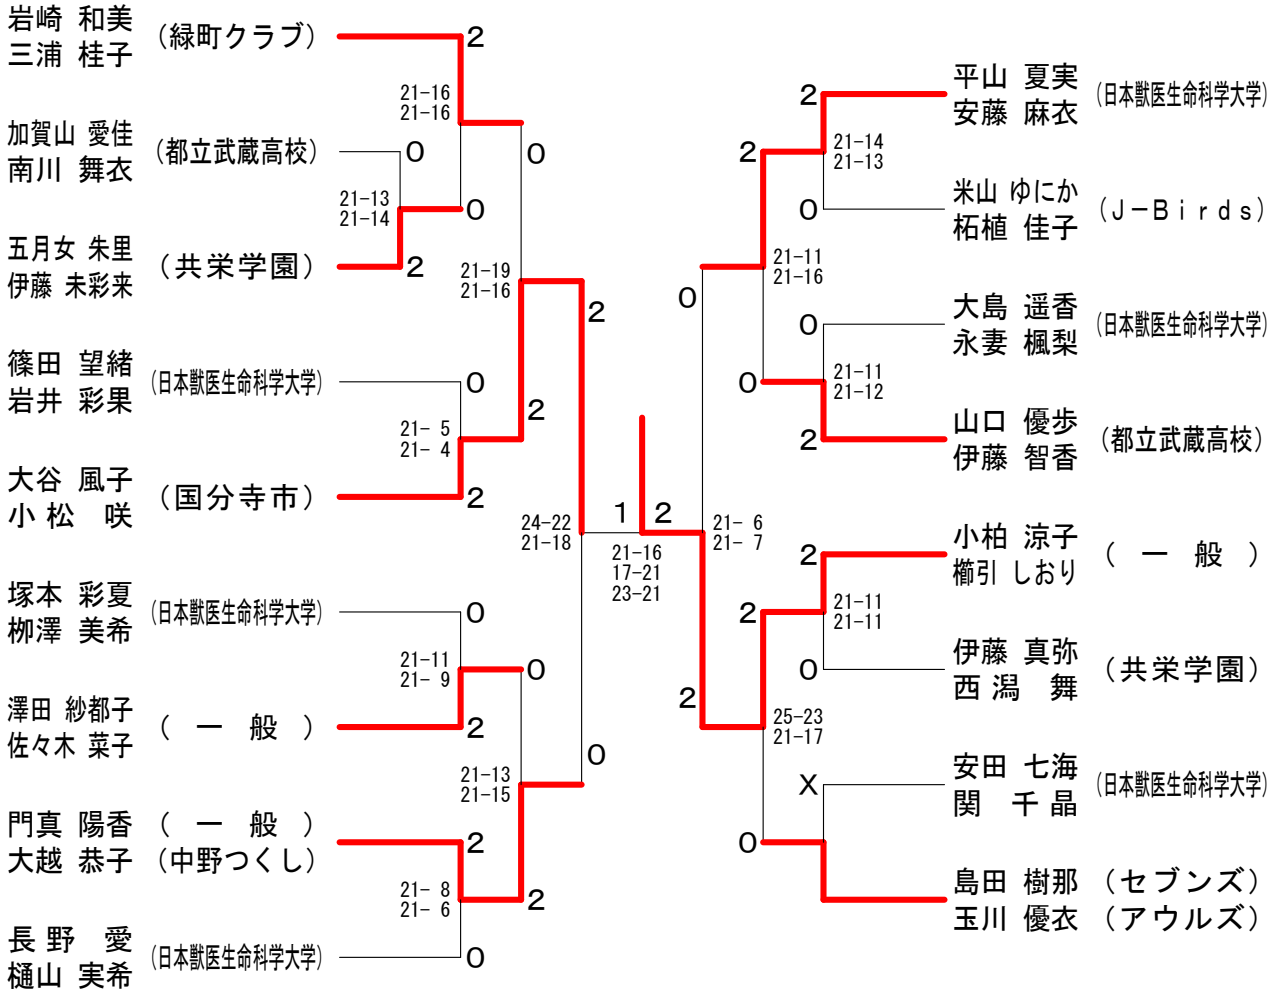 岩崎 和美
三浦 桂子
(緑町クラブ)
2
21-16
21-16
0
加賀山 愛佳
南川 舞衣
(都立武蔵高校)
0
21-13
21-14
0
五月女 朱里
伊藤 未彩来
(共栄学園)
2
21-19
21-16
2
篠田 望緒
岩井 彩果
(日本獣医生命科学大学)
0
21- 5
21- 4
2
大谷 風子
小松 咲
(国分寺市)
2
24-22
21-18
塚本 彩夏
柳澤 美希
(日本獣医生命科学大学)
0
21-11
21- 9
0
澤田 紗都子
佐々木 菜子
( 一 般 )
2
21-13
21-15
0
門真 陽香 ( 一 般 )
大越 恭子 (中野つくし)
2
21- 8
21- 6
2
長野 愛
樋山 実希
(日本獣医生命科学大学)
0
1 2
21-16
17-21
23-21
平山 夏実
安藤 麻衣
(日本獣医生命科学大学)
2
21-14
21-13
2
米山 ゆにか
柘植 佳子
(J-Birds)
0
21-11
21-16
0
大島 遥香
永妻 楓梨
(日本獣医生命科学大学)
0
21-11
21-12
0
山口 優歩
伊藤 智香
(都立武蔵高校)
2
21- 6
21- 7
小柏 涼子
櫛引 しおり
( 一 般 )
2
21-11
21-11
2
伊藤 真弥
西潟 舞
(共栄学園)
0
2
25-23
21-17
安田 七海
関 千晶
(日本獣医生命科学大学)
X
0
島田 樹那 (セブンズ)
玉川 優衣 (アウルズ)